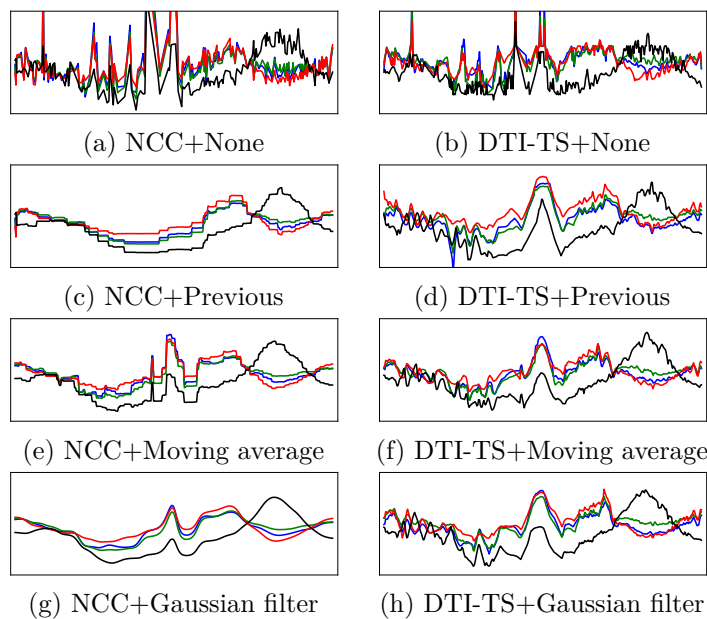 (a) NCC+None
(b) DTI-TS+None
(c) NCC+Previous
(d) DTI-TS+Previous
(e) NCC+Moving average
(f) DTI-TS+Moving average
(g) NCC+Gaussian filter
(h) DTI-TS+Gaussian filter